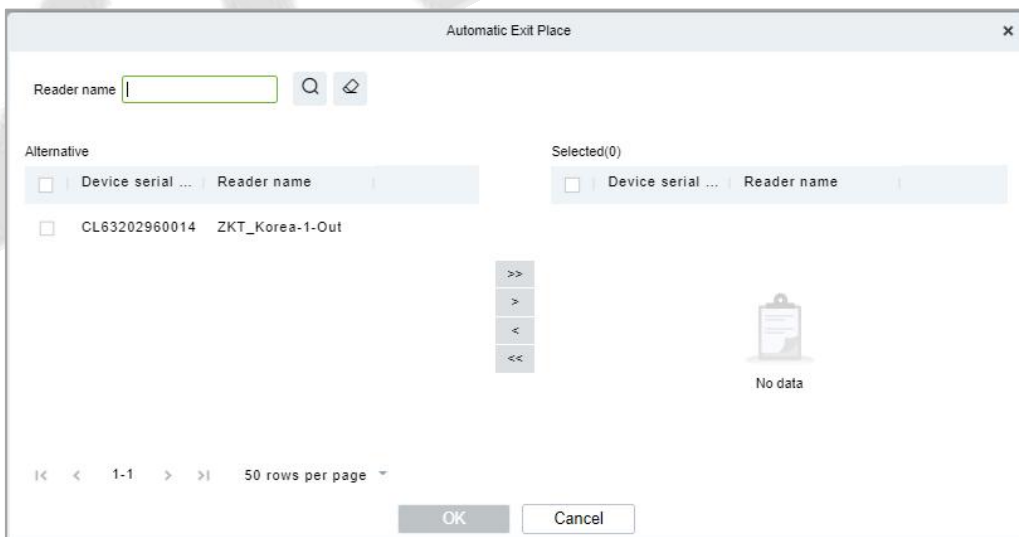 Automatic Exit Place ×
Reader name
Alternative
Device serial ... Reader name
CL63202960014 ZKT_Korea-1-Out
>>
>
<
<<
Selected(0)
Device serial ... Reader name
No data
|< < 1-1 > >| 50 rows per page
OK Cancel